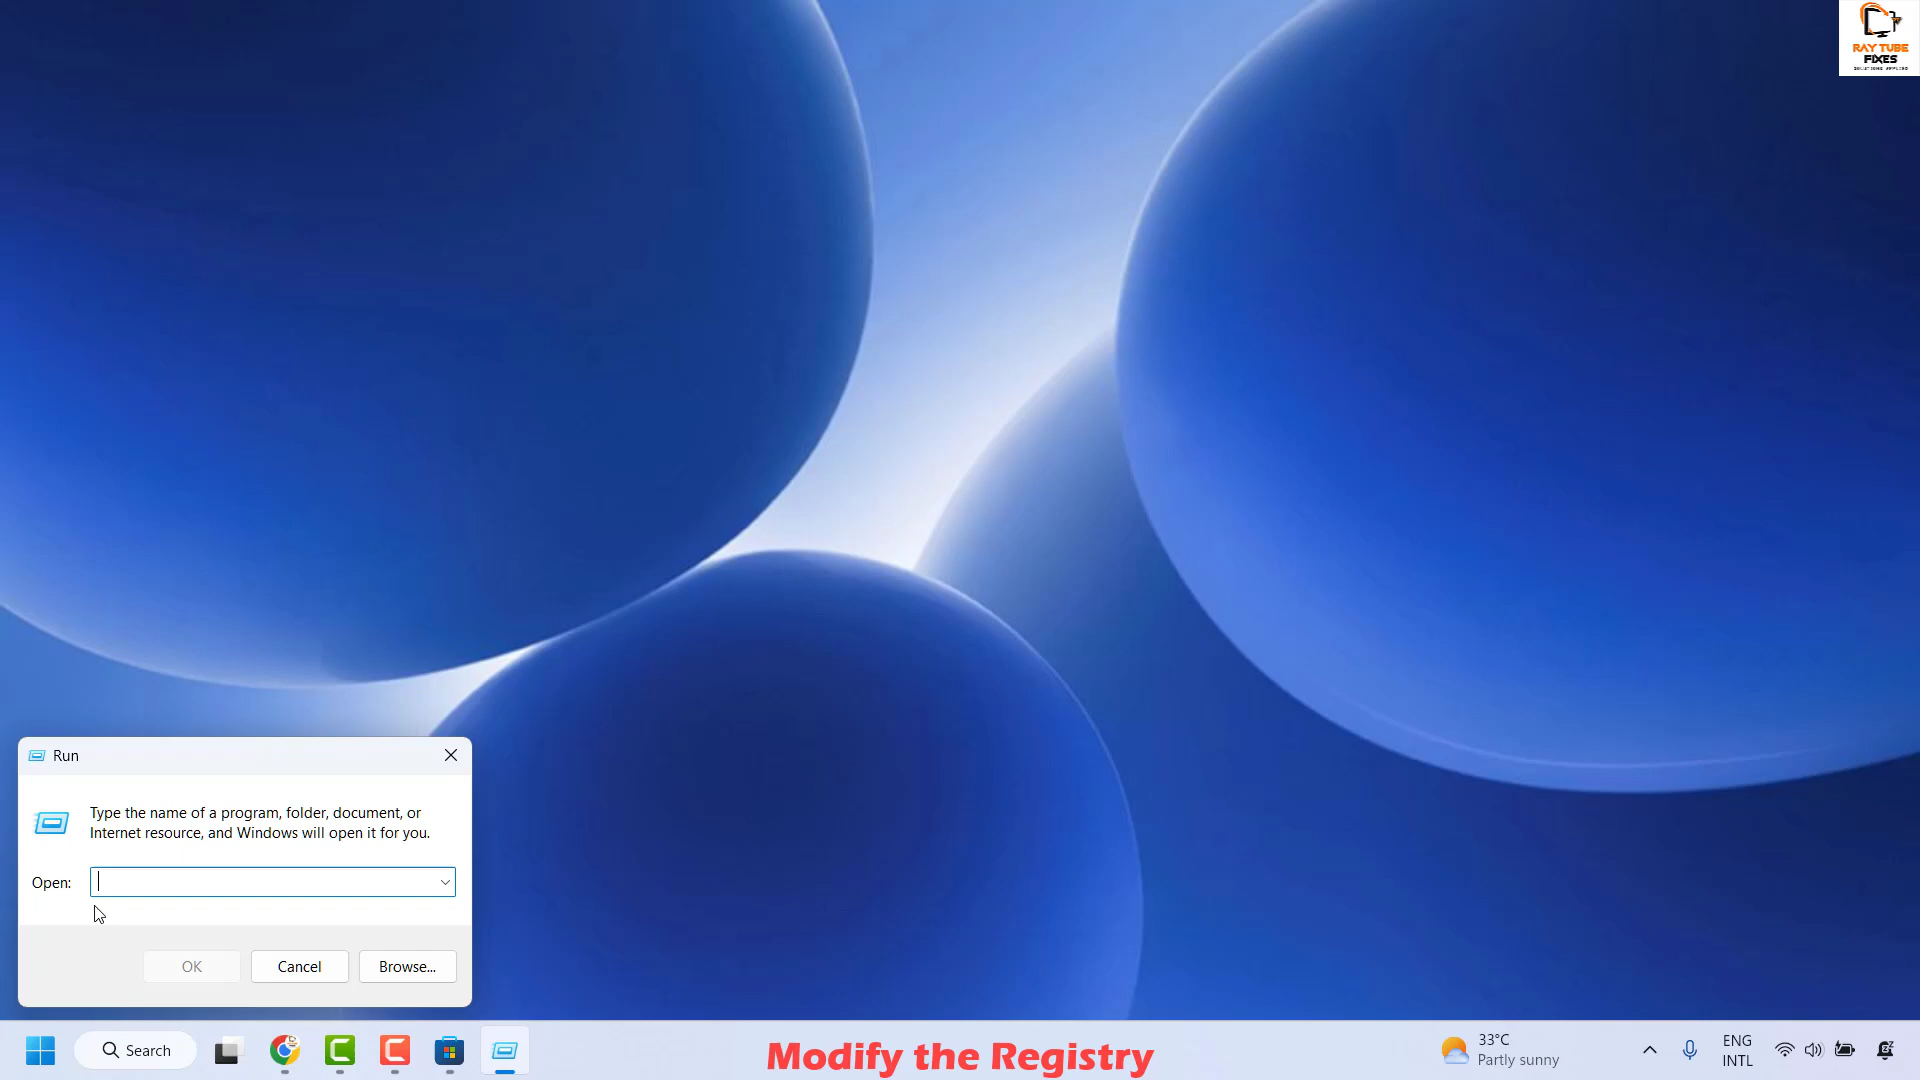 RAY TUBE
FIXES
Run
Type the name of a program, folder, document, or
Internet resource, and Windows will open it for you.
Open:
OK
Cancel
Browse...
Search
Modify the Registry
33°C
Partly sunny
ENG
INTL